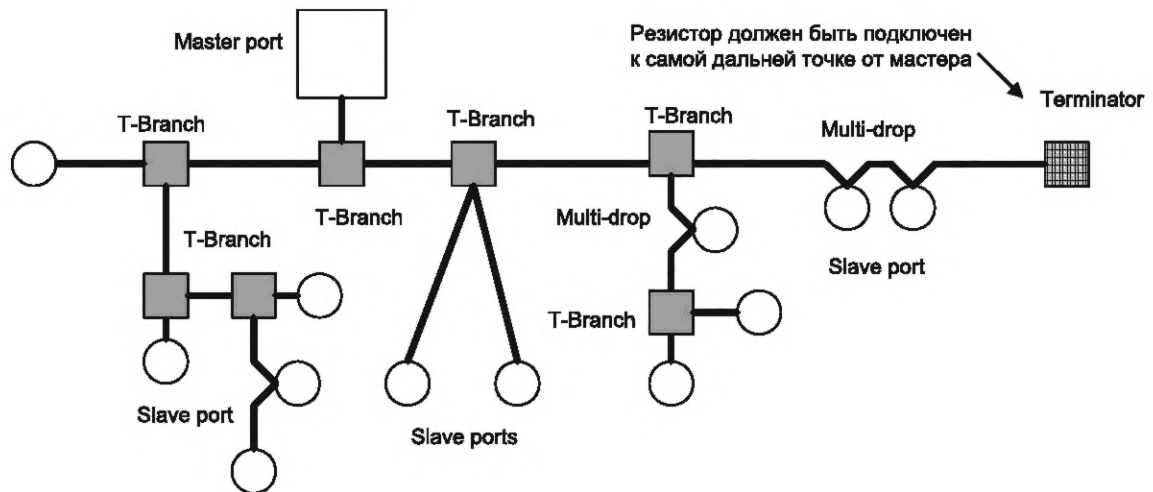 Master port
Резистор должен быть подключен
к самой дальней точке от мастера
Terminator
T-Branch
T-Branch
T-Branch
Multi-drop
T-Branch
Multi-drop
T-Branch
Slave port
T-Branch
Slave port
Slave ports